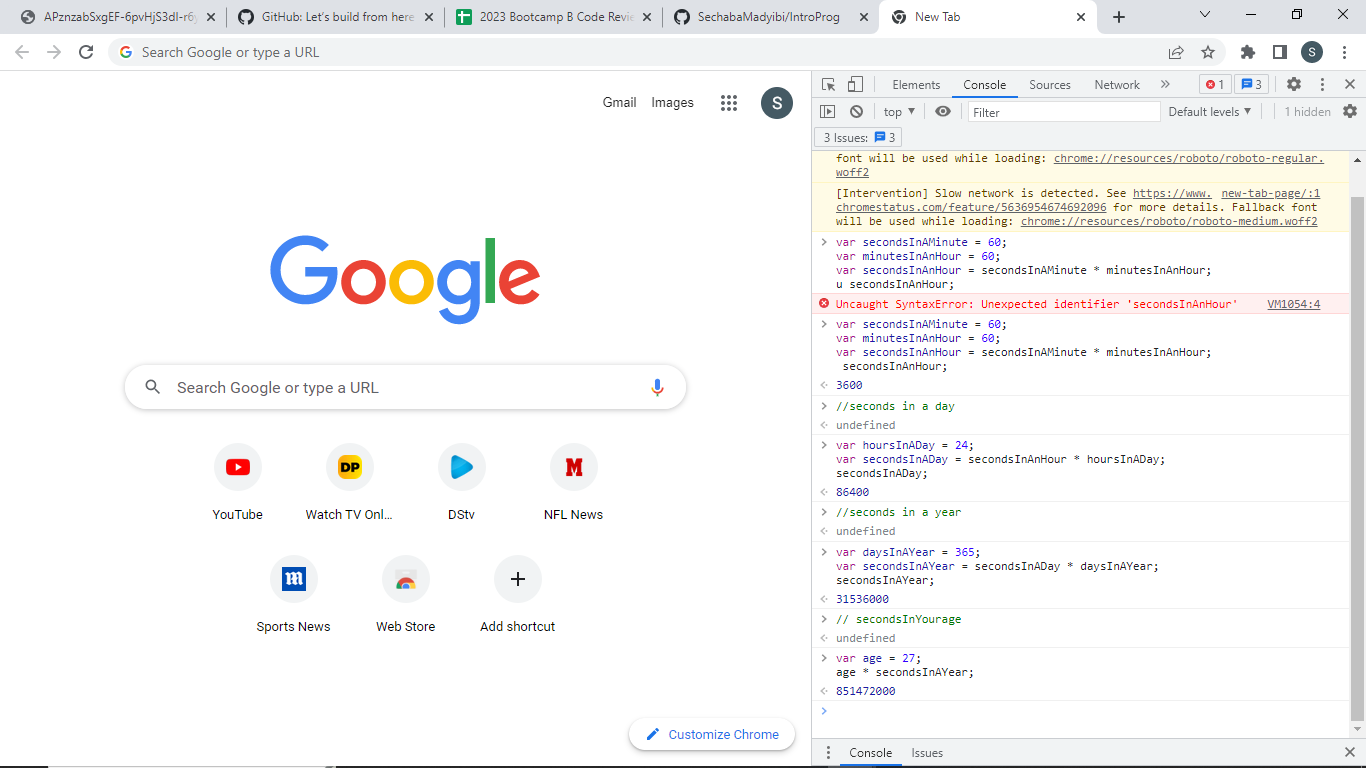 APznzabSxgEF-6pvHjS3dI-r6y
GitHub: Let's build from here
2023 Bootcamp B Code Revie
SechabaMadyibi/IntroProg
New Tab
Search Google or type a URL
S
Gmail
Images
S
Google
Search Google or type a URL
YouTube
DP
Watch TV Onl...
DStv
M
NFL News
m
Sports News
Web Store
Add shortcut
Customize Chrome
Elements
Console
Sources
Network
1
3
top
Filter
Default levels
1 hidden
3 Issues:
3
font will be used while loading: chrome://resources/roboto/roboto-regular.
woff2
[Intervention] Slow network is detected. See https://www.
new-tab-page/:1
chromestatus.com/feature/5636954674692096 for more details. Fallback font
will be used while loading: chrome://resources/roboto/roboto-medium.woff2
var secondsInAMinute = 60;
var minutesInAnHour = 60;
var secondsInAnHour = secondsInAMinute * minutesInAnHour;
u secondsInAnHour;
Uncaught SyntaxError: Unexpected identifier 'secondsInAnHour'
VM1054:4
var secondsInAMinute = 60;
var minutesInAnHour = 60;
var secondsInAnHour = secondsInAMinute * minutesInAnHour;
secondsInAnHour;
3600
//seconds in a day
undefined
var hoursInADay = 24;
var secondsInADay = secondsInAnHour * hoursInADay;
secondsInADay;
86400
//seconds in a year
undefined
var daysInAYear = 365;
var secondsInAYear = secondsInADay * daysInAYear;
secondsInAYear;
31536000
// secondsInYourage
undefined
var age = 27;
age * secondsInAYear;
851472000
Console
Issues